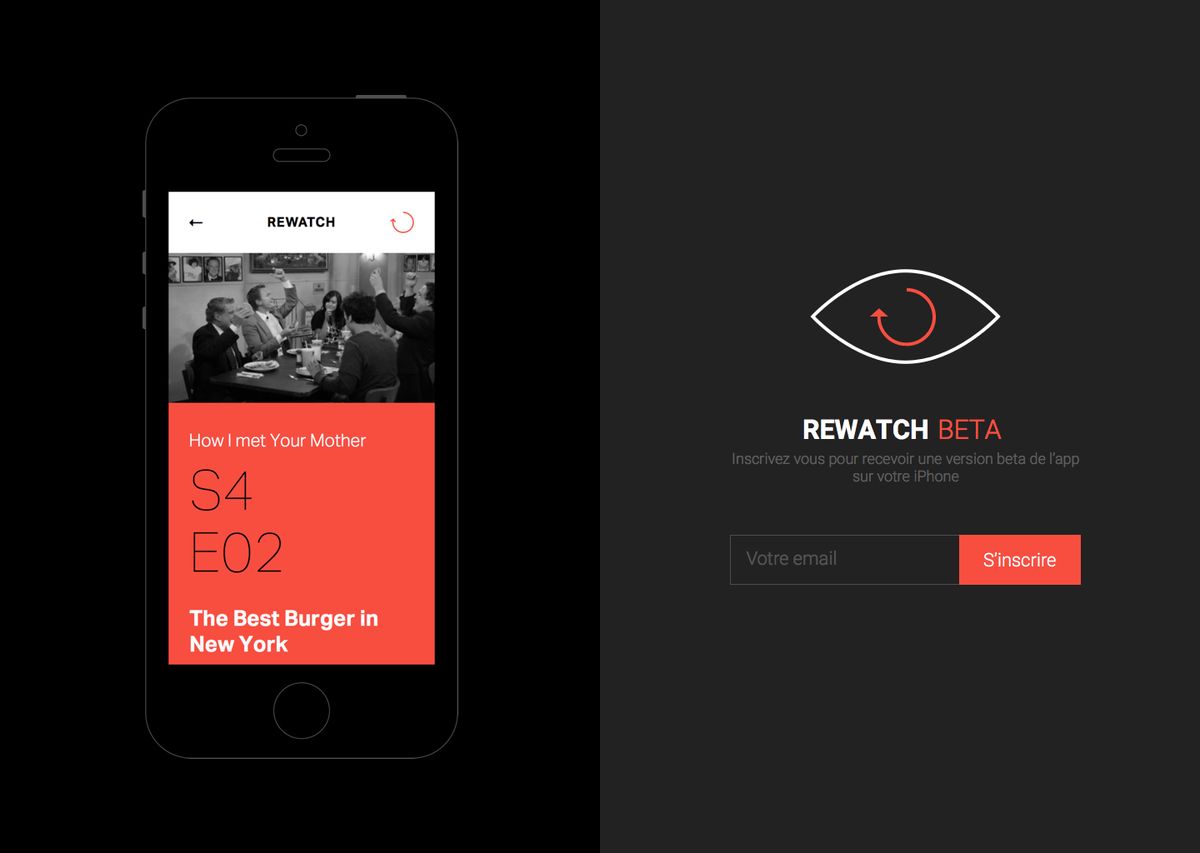 REWATCH
How I met Your Mother
S4
E02
The Best Burger in
New York
REWATCH BETA
Inscrivez vous pour recevoir une version beta de l'app
sur votre iPhone
Votre email
S'inscrire